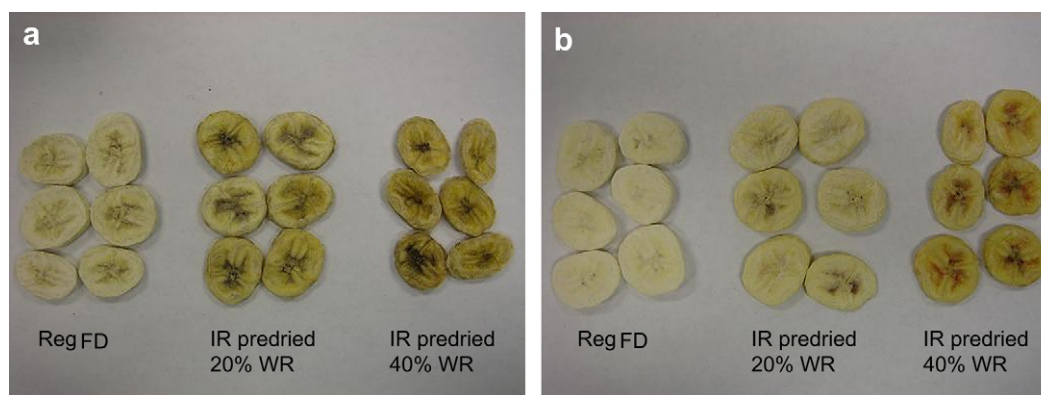 a
Reg FD
IR predried
20% WR
IR predried
40% WR
b
Reg FD
IR predried
20% WR
IR predried
40% WR